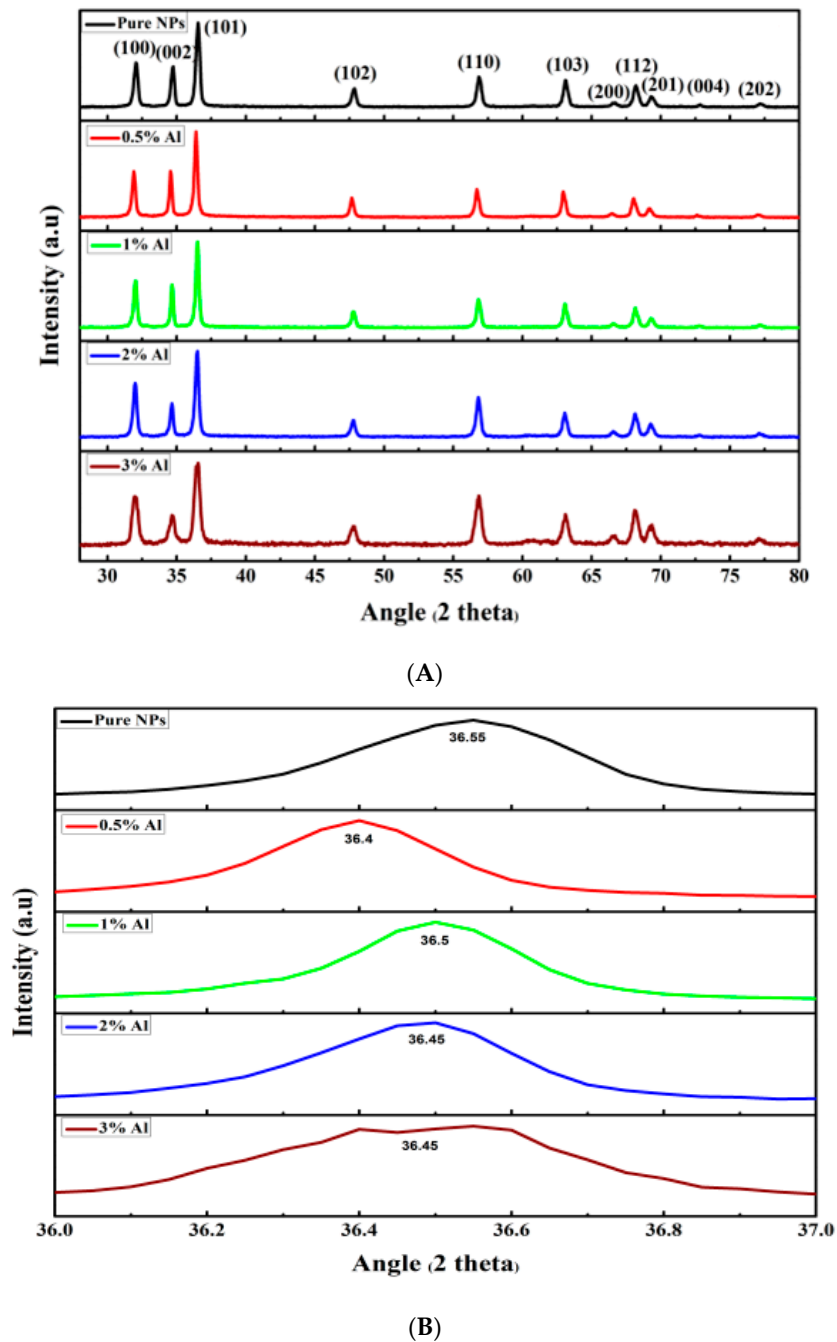 Pure NPs
(100)
(002)
(101)
(102)
(110)
(103)
(200)
(112)
(201)
(004)
(202)
0.5% Al
1% Al
2% Al
3% Al
Intensity (a.u)
30 35 40 45 50 55 60 65 70 75 80
Angle (2 theta)
(A)
Pure NPs
36.55
0.5% Al
36.4
1% Al
36.5
2% Al
36.45
3% Al
36.45
Intensity (a.u)
36.0 36.2 36.4 36.6 36.8 37.0
Angle (2 theta)
(B)